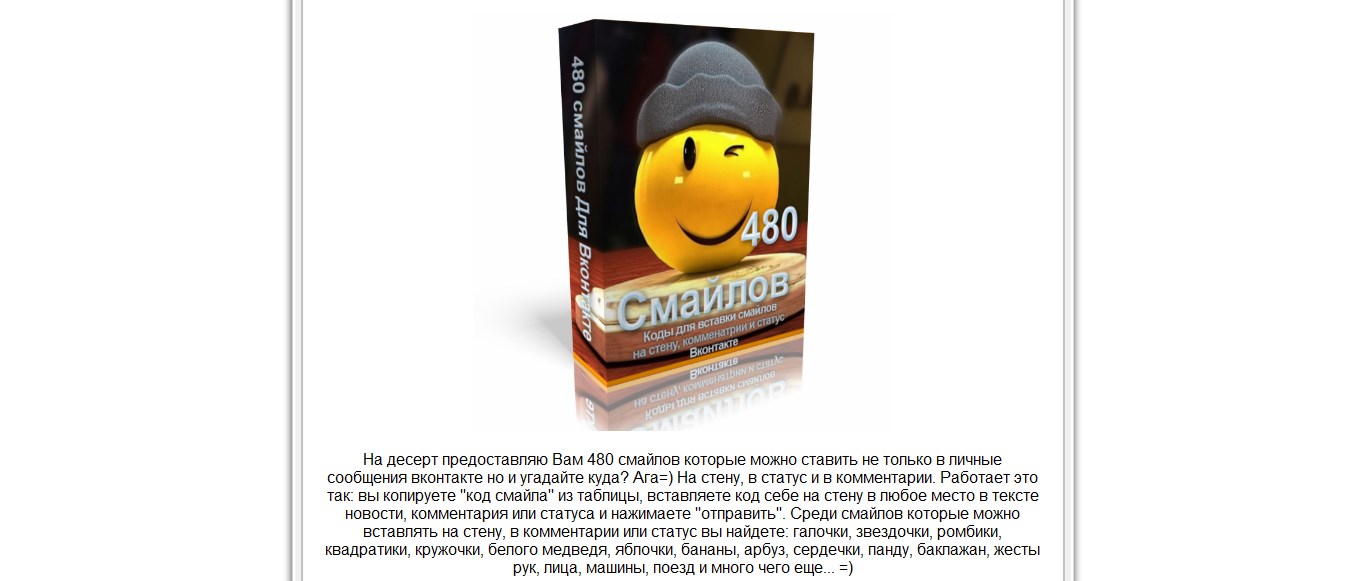 480 смайлов Для Вконтакте
480
Смайлов
Коды для вставки смайлов
на стену, комменатрии и статус
Вконтакте
На десерт предоставляю Вам 480 смайлов которые можно ставить не только в личные
сообщения вконтакте но и угадайте куда? Ага=) На стену, в статус и в комментарии. Работает это
так: вы копируете "код смайла" из таблицы, вставляете код себе на стену в любое место в тексте
новости, комментария или статуса и нажимаете "отправить". Среди смайлов которые можно
вставлять на стену, в комментарии или статус вы найдете: галочки, звездочки, ромбики,
квадратики, кружочки, белого медведя, яблочки, бананы, арбуз, сердечки, панду, баклажан, жесты
рук, лица, машины, поезд и много чего еще... =)